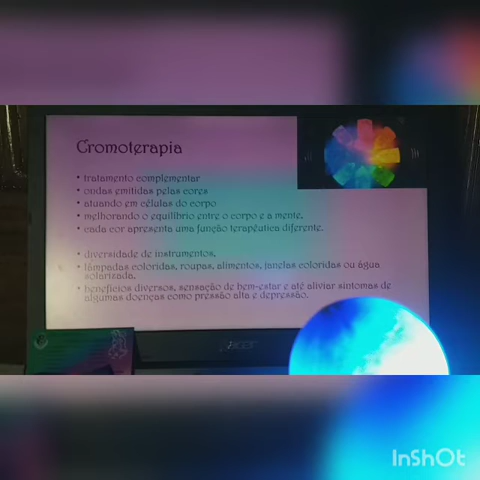 Cromoterapia
• tratamento complementar
• ondas emitidas pelas cores
• atuando em células do corpo
• melhorando o equilíbrio entre o corpo e a mente.
• cada cor apresenta uma função terapêutica diferente.
• diversidade de instrumentos.
• lâmpadas coloridas, roupas, alimentos, janelas coloridas ou água
solarizada.
• benefícios diversos, sensação de bem-estar e até aliviar sintomas de
algumas doenças como pressão alta e depressão.
acer
InShOt